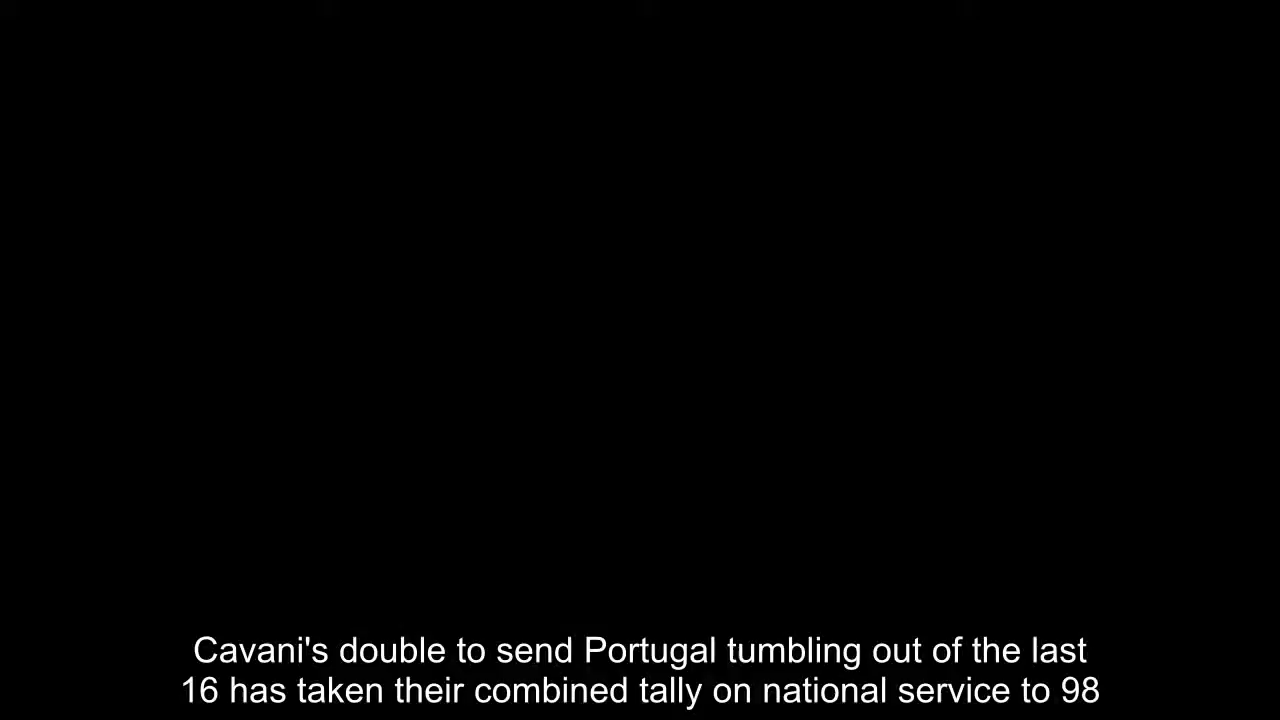 Cavani's double to send Portugal tumbling out of the last
16 has taken their combined tally on national service to 98